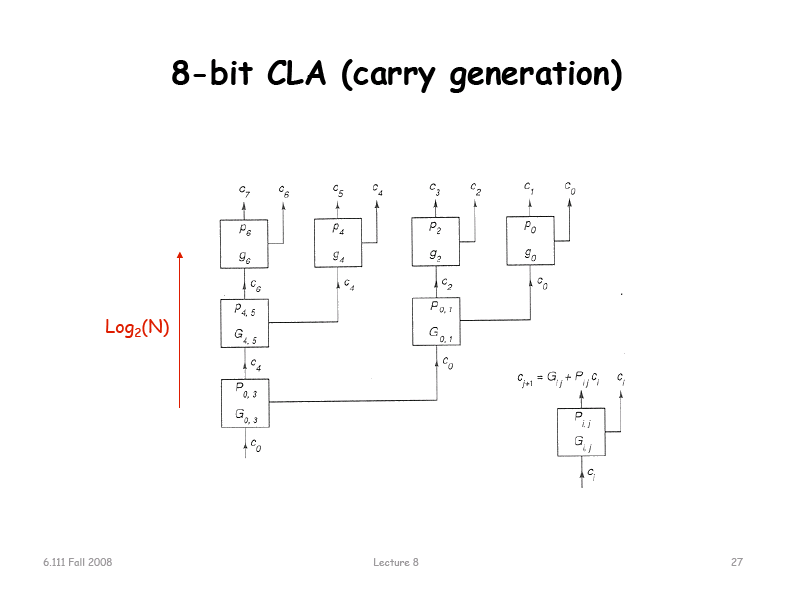 8-bit CLA (carry generation)
c7 c6 c5 c4 c3 c2 c1 c0
p6 p4 p2 p0
g6 g4 g2 g0
c6 c4 c2 c0
P4,5 P0,1
Log2(N)
G4,5 G0,1
c4 c0
cj+1 = Gij + Pij ci ci
P0,3
G0,3
Pi,j
Gi,j
c0
ci
6.111 Fall 2008 Lecture 8 27